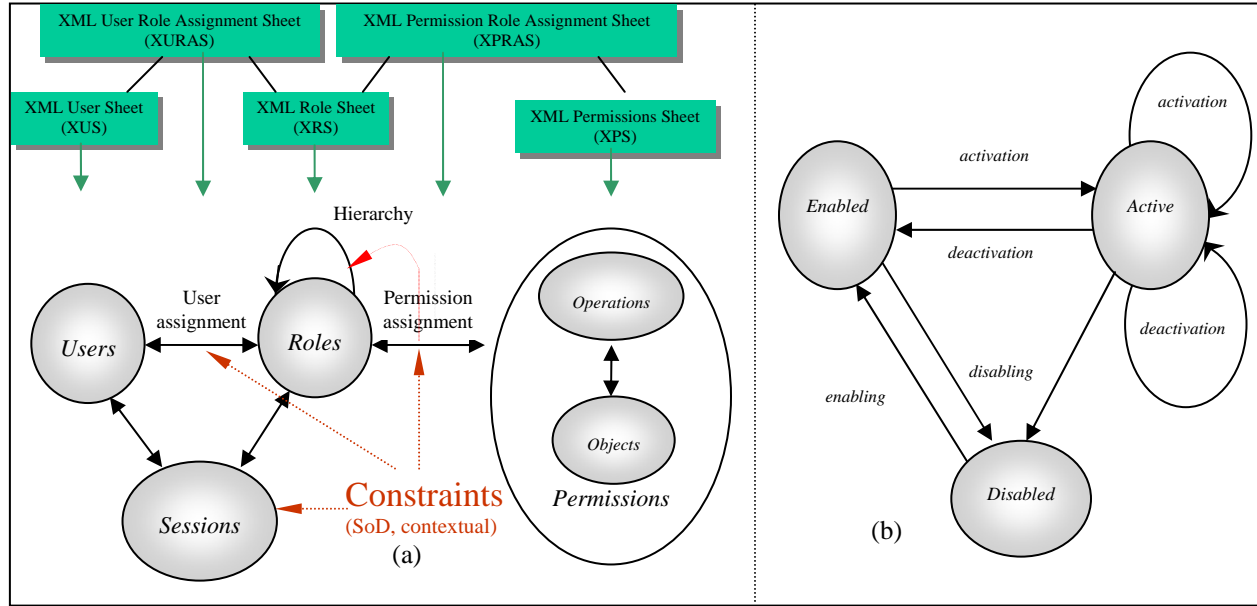 XML User Role Assignment Sheet
(XURAS)
XML Permission Role Assignment Sheet
(XPRAS)
XML User Sheet
(XUS)
XML Role Sheet
(XRS)
XML Permissions Sheet
(XPS)
Hierarchy
User
assignment
Permission
assignment
Users
Roles
Sessions
Operations
Objects
Permissions
Constraints
(SoD, contextual)
(a)
activation
activation
Enabled
Active
deactivation
deactivation
disabling
enabling
Disabled
(b)